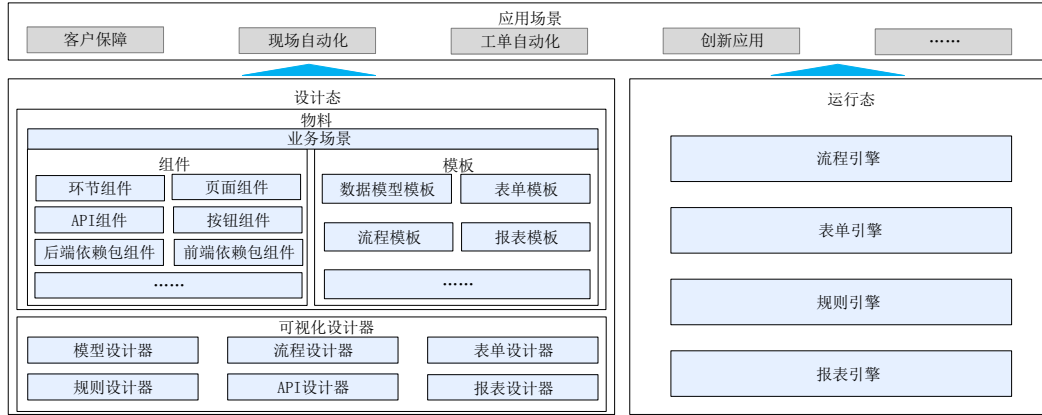 应用场景
客户保障 现场自动化 工单自动化 创新应用 ……
设计态
物料
业务场景
组件
环节组件 页面组件
API组件 按钮组件
后端依赖包组件 前端依赖包组件
……
模板
数据模型模板 表单模板
流程模板 报表模板
……
可视化设计器
模型设计器 流程设计器 表单设计器
规则设计器 API设计器 报表设计器
运行态
流程引擎
表单引擎
规则引擎
报表引擎